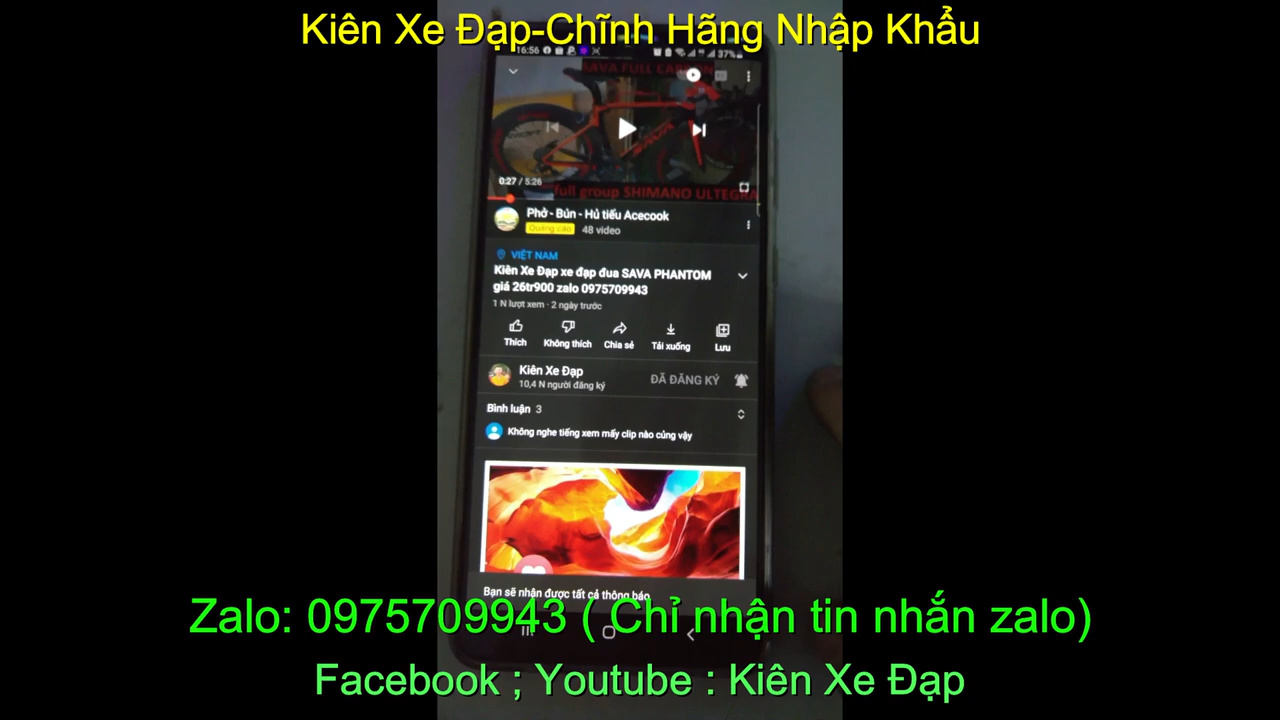 Kiên Xe Đạp-Chĩnh Hãng Nhập Khẩu
16:56
37%
SAVA FULL CARBON
0:27 / 5:26
full group SHIMANO ULTEGRA
Phở - Bún - Hủ tiếu Acecook
Quảng cáo 48 video
VIỆT NAM
Kiên Xe Đạp xe đạp đua SAVA PHANTOM
giá 26tr900 zalo 0975709943
1 N lượt xem · 2 ngày trước
Thích Không thích Chia sẻ Tải xuống Lưu
Kiên Xe Đạp
10,4 N người đăng ký
ĐÃ ĐĂNG KÝ
Bình luận 3
Không nghe tiếng xem mấy clip nào củng vậy
Bạn sẽ nhận được tất cả thông báo
Zalo: 0975709943 ( Chỉ nhận tin nhắn zalo)
Facebook ; Youtube : Kiên Xe Đạp